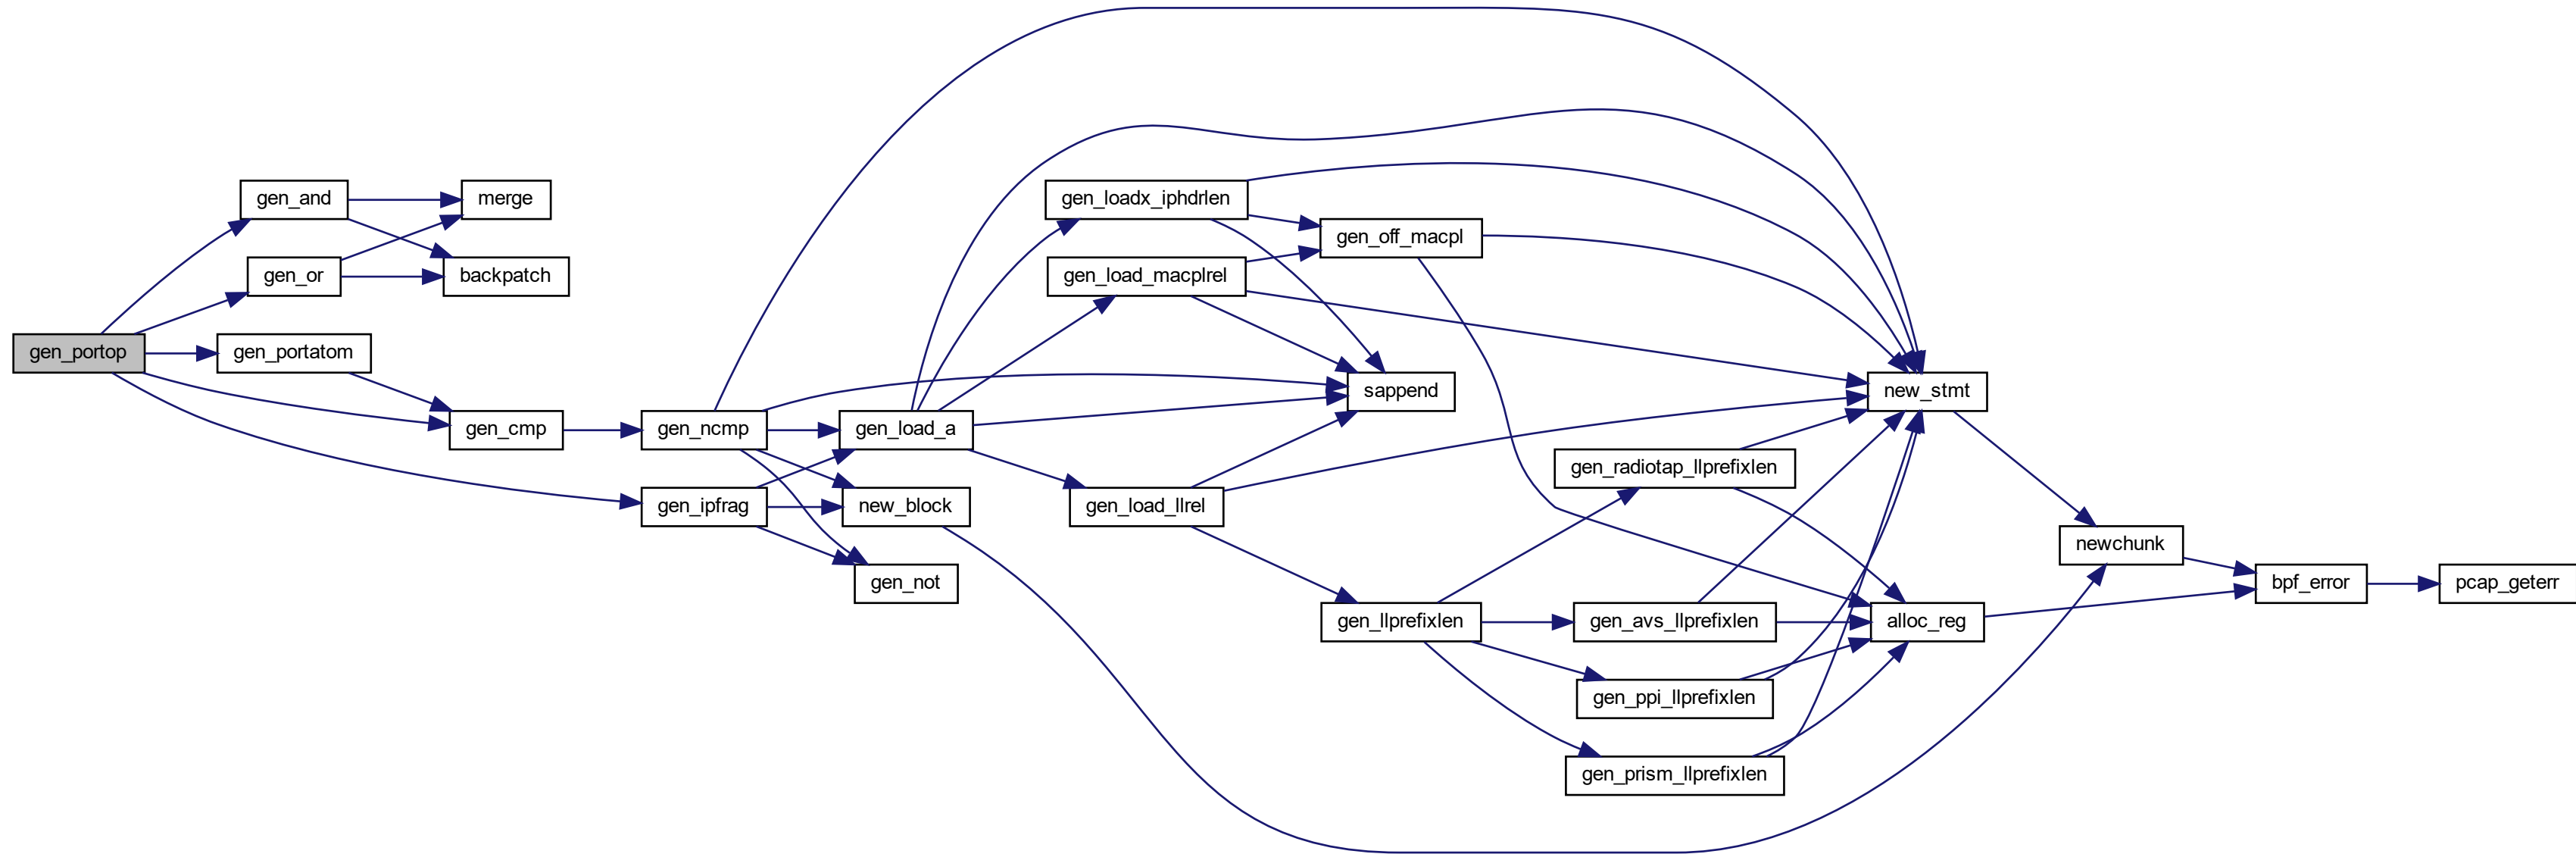 gen_portop
gen_and
gen_or
gen_portatom
merge
backpatch
gen_cmp
gen_ncmp
gen_ipfrag
gen_load_a
new_block
gen_not
gen_loadx_iphdrlen
gen_load_macplrel
gen_load_llrel
gen_off_macpl
sappend
gen_llprefixlen
gen_radiotap_llprefixlen
gen_avs_llprefixlen
gen_ppi_llprefixlen
gen_prism_llprefixlen
new_stmt
alloc_reg
newchunk
bpf_error
pcap_geterr